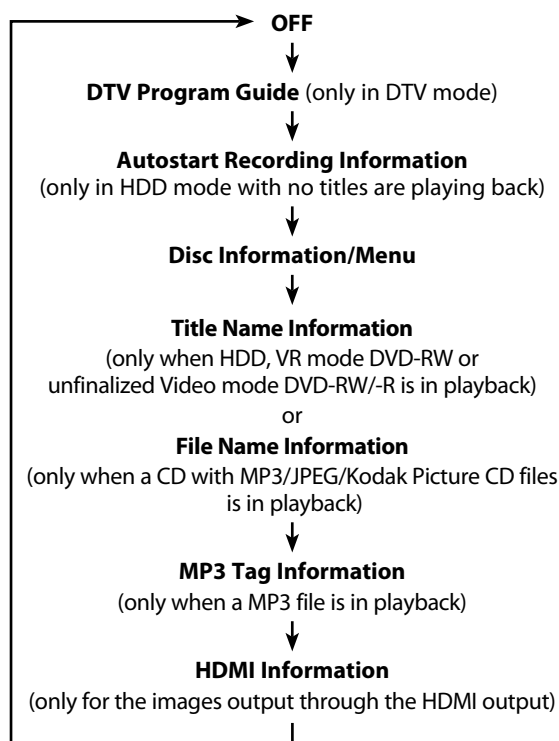 OFF
DTV Program Guide (only in DTV mode)
Autostart Recording Information
(only in HDD mode with no titles are playing back)
Disc Information/Menu
Title Name Information
(only when HDD, VR mode DVD-RW or
unfinalized Video mode DVD-RW/-R is in playback)
or
File Name Information
(only when a CD with MP3/JPEG/Kodak Picture CD files
is in playback)
MP3 Tag Information
(only when a MP3 file is in playback)
HDMI Information
(only for the images output through the HDMI output)